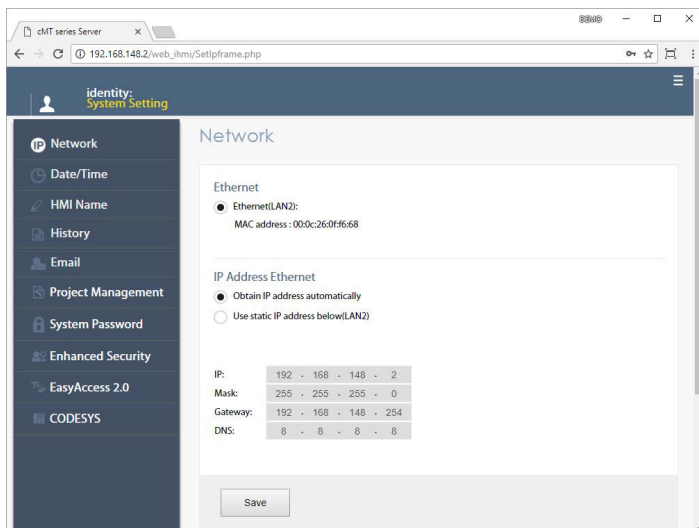 cMT series Server
DEMO
192.168.148.2/web_ihmi/SetIpframe.php
identity:
System Setting
IP Network
Date/Time
HMI Name
History
Email
Project Management
System Password
Enhanced Security
EasyAccess 2.0
CODESYS
Network
Ethernet
Ethernet(LAN2):
MAC address : 00:0c:26:0f:f6:68
IP Address Ethernet
Obtain IP address automatically
Use static IP address below(LAN2)
IP: 192 . 168 . 148 . 2
Mask: 255 . 255 . 255 . 0
Gateway: 192 . 168 . 148 . 254
DNS: 8 . 8 . 8 . 8
Save